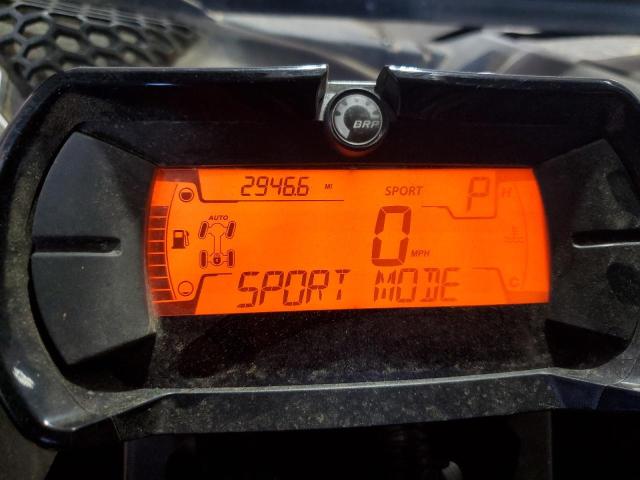 BRP
2946.6 MI SPORT P H
AUTO
0 MPH
SPORT MODE C